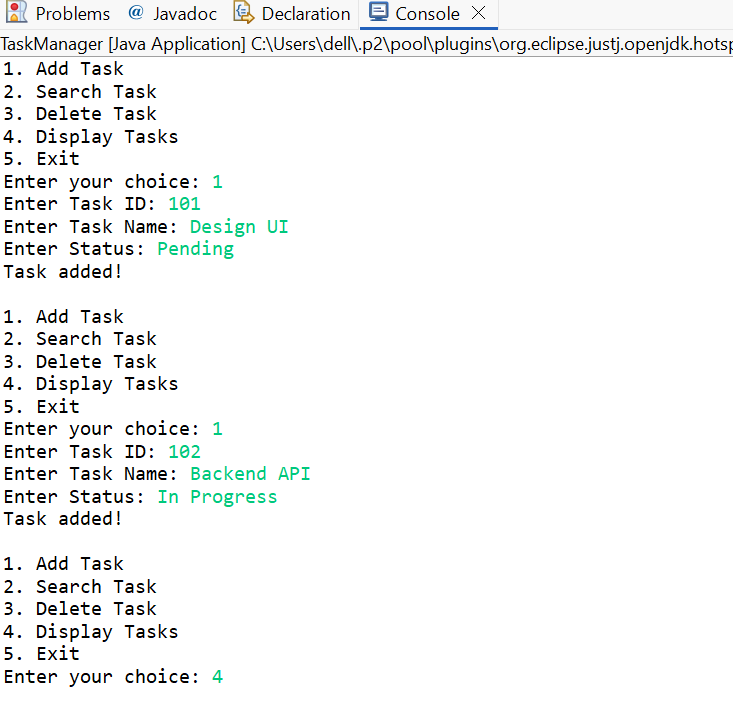 Problems @ Javadoc Declaration Console
TaskManager [Java Application] C:\Users\dell\.p2\pool\plugins\org.eclipse.justj.openjdk.hotsp
1. Add Task
2. Search Task
3. Delete Task
4. Display Tasks
5. Exit
Enter your choice: 1
Enter Task ID: 101
Enter Task Name: Design UI
Enter Status: Pending
Task added!

1. Add Task
2. Search Task
3. Delete Task
4. Display Tasks
5. Exit
Enter your choice: 1
Enter Task ID: 102
Enter Task Name: Backend API
Enter Status: In Progress
Task added!

1. Add Task
2. Search Task
3. Delete Task
4. Display Tasks
5. Exit
Enter your choice: 4